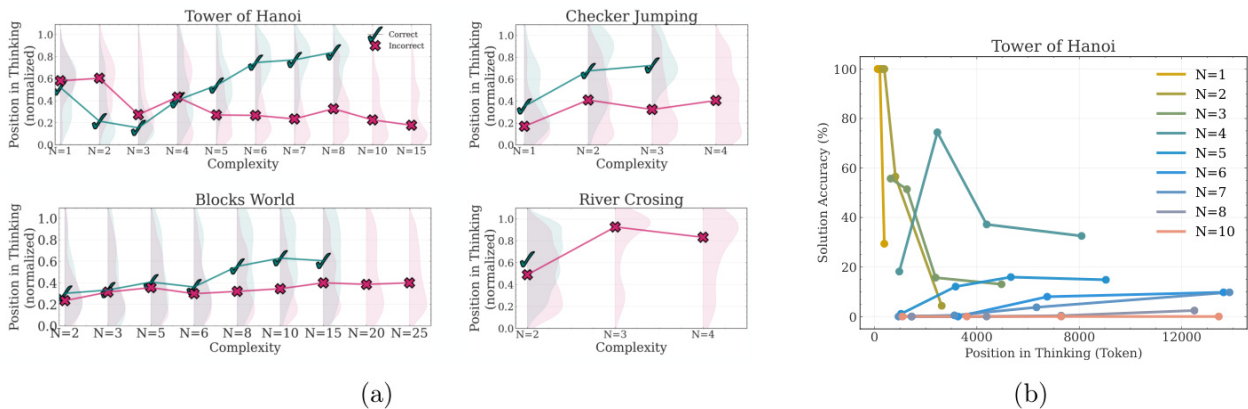 Tower of Hanoi
Position in Thinking
(normalized)
1.0
0.8
0.6
0.4
0.2
0.0
Correct
Incorrect
N=1 N=2 N=3 N=4 N=5 N=6 N=7 N=8 N=10 N=15
Complexity
Checker Jumping
Position in Thinking
(normalized)
1.0
0.8
0.6
0.4
0.2
0.0
N=1 N=2 N=3 N=4
Complexity
Blocks World
Position in Thinking
(normalized)
1.0
0.8
0.6
0.4
0.2
0.0
N=2 N=3 N=5 N=6 N=8 N=10 N=15 N=20 N=25
Complexity
River Crosing
Position in Thinking
(normalized)
1.0
0.8
0.6
0.4
0.2
0.0
N=2 N=3 N=4
Complexity
(a)
Tower of Hanoi
Solution Accuracy (%)
100
80
60
40
20
0
N=1
N=2
N=3
N=4
N=5
N=6
N=7
N=8
N=10
0 4000 8000 12000
Position in Thinking (Token)
(b)